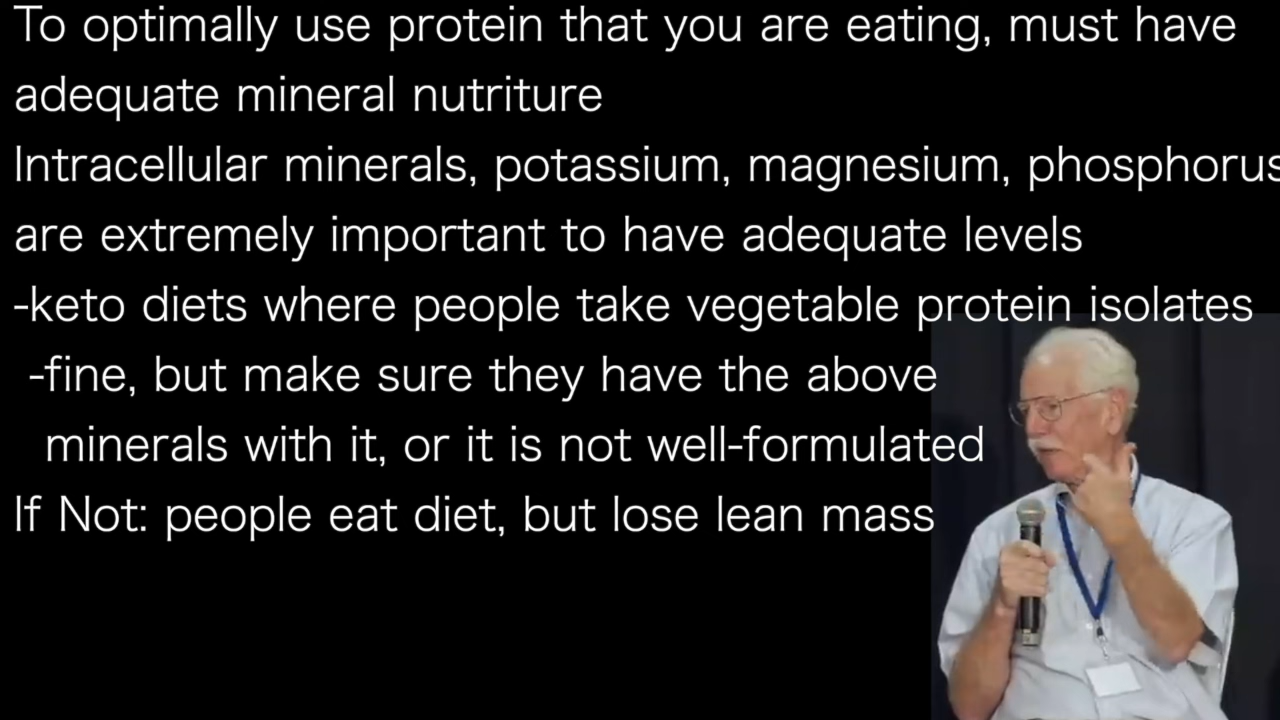 To optimally use protein that you are eating, must have
adequate mineral nutriture
Intracellular minerals, potassium, magnesium, phosphorus
are extremely important to have adequate levels
-keto diets where people take vegetable protein isolates
-fine, but make sure they have the above
minerals with it, or it is not well-formulated
If Not: people eat diet, but lose lean mass